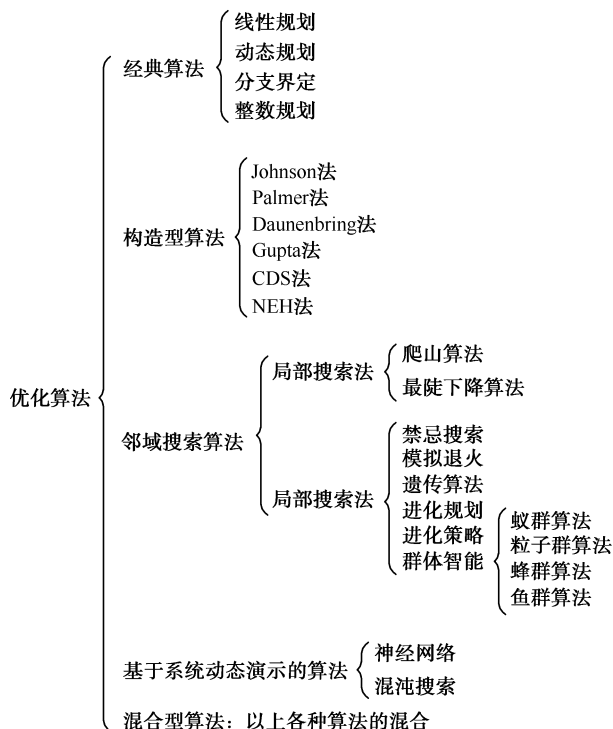 优化算法
经典算法
线性规划
动态规划
分支界定
整数规划
构造型算法
Johnson法
Palmer法
Daunenbring法
Gupta法
CDS法
NEH法
邻域搜索算法
局部搜索法
爬山算法
最陡下降算法
局部搜索法
禁忌搜索
模拟退火
遗传算法
进化规划
进化策略
群体智能
蚁群算法
粒子群算法
蜂群算法
鱼群算法
基于系统动态演示的算法
神经网络
混沌搜索
混合型算法：以上各种算法的混合